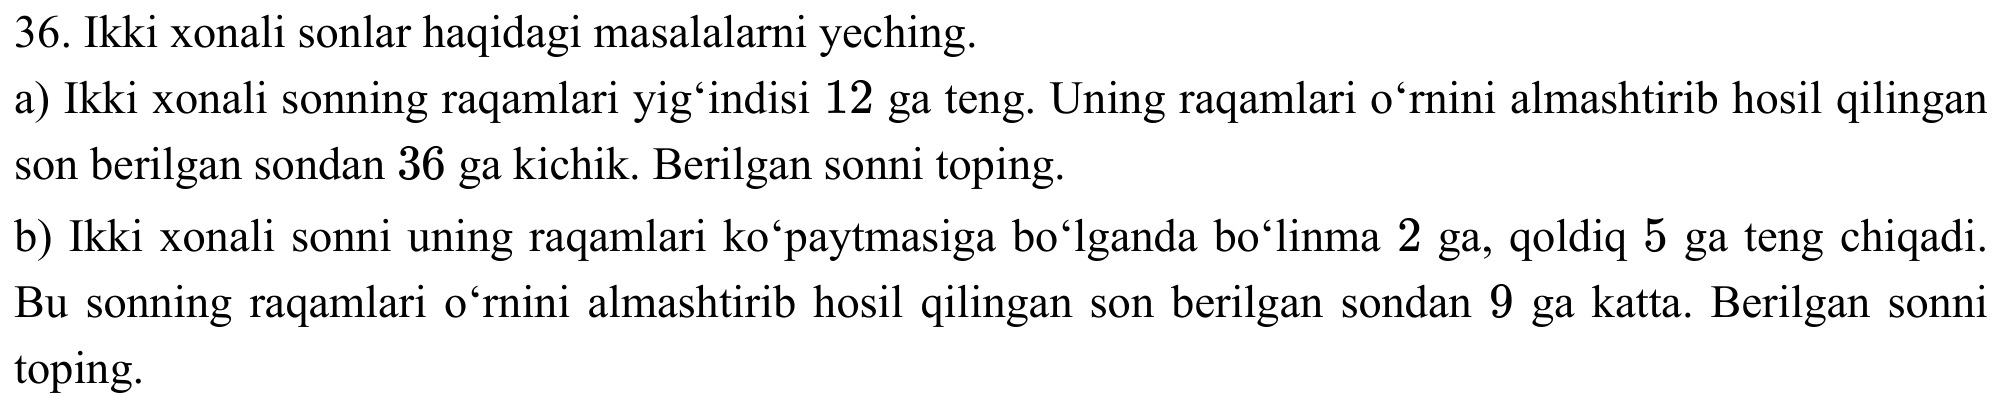 36. Ikki xonali sonlar haqidagi masalalarni yeching.
a) Ikki xonali sonning raqamlari yig‘indisi 12 ga teng. Uning raqamlari o‘rnini almashtirib hosil qilingan
son berilgan sondan 36 ga kichik. Berilgan sonni toping.
b) Ikki xonali sonni uning raqamlari ko‘paytmasiga bo‘lganda bo‘linma 2 ga, qoldiq 5 ga teng chiqadi.
Bu sonning raqamlari o‘rnini almashtirib hosil qilingan son berilgan sondan 9 ga katta. Berilgan sonni
toping.